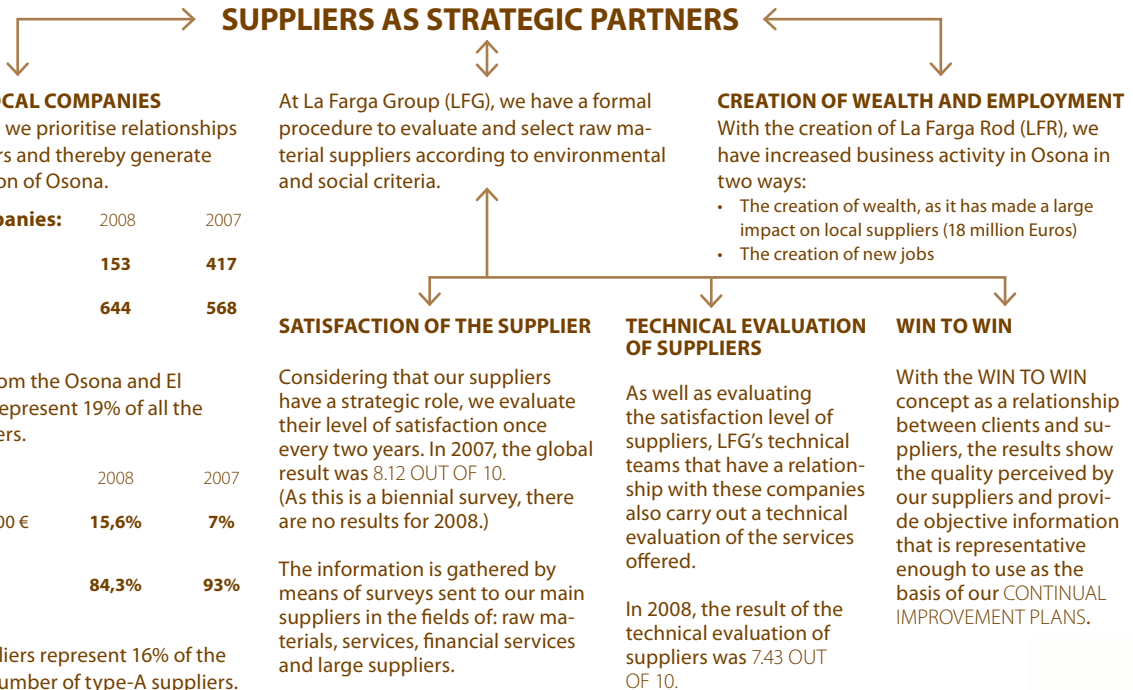 SUPPLIERS AS STRATEGIC PARTNERS
OCAL COMPANIES
we prioritise relationships
rs and thereby generate
on of Osona.
panies: 2008 2007
153 417
644 568
om the Osona and El
epresent 19% of all the
ers.
2008 2007
00 € 15,6% 7%
84,3% 93%
liers represent 16% of the
umber of type-A suppliers.
At La Farga Group (LFG), we have a formal
procedure to evaluate and select raw ma-
terial suppliers according to environmental
and social criteria.
CREATION OF WEALTH AND EMPLOYMENT
With the creation of La Farga Rod (LFR), we
have increased business activity in Osona in
two ways:
• The creation of wealth, as it has made a large
impact on local suppliers (18 million Euros)
• The creation of new jobs
SATISFACTION OF THE SUPPLIER
Considering that our suppliers
have a strategic role, we evaluate
their level of satisfaction once
every two years. In 2007, the global
result was 8.12 OUT OF 10.
(As this is a biennial survey, there
are no results for 2008.)
The information is gathered by
means of surveys sent to our main
suppliers in the fields of: raw ma-
terials, services, financial services
and large suppliers.
TECHNICAL EVALUATION
OF SUPPLIERS
As well as evaluating
the satisfaction level of
suppliers, LFG's technical
teams that have a relation-
ship with these companies
also carry out a technical
evaluation of the services
offered.
In 2008, the result of the
technical evaluation of
suppliers was 7.43 OUT
OF 10.
WIN TO WIN
With the WIN TO WIN
concept as a relationship
between clients and su-
ppliers, the results show
the quality perceived by
our suppliers and provi-
de objective information
that is representative
enough to use as the
basis of our CONTINUAL
IMPROVEMENT PLANS.